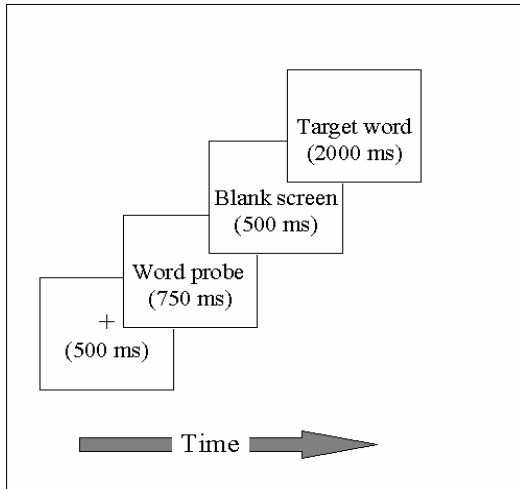 Target word
(2000 ms)
Blank screen
(500 ms)
Word probe
(750 ms)
+
(500 ms)
Time